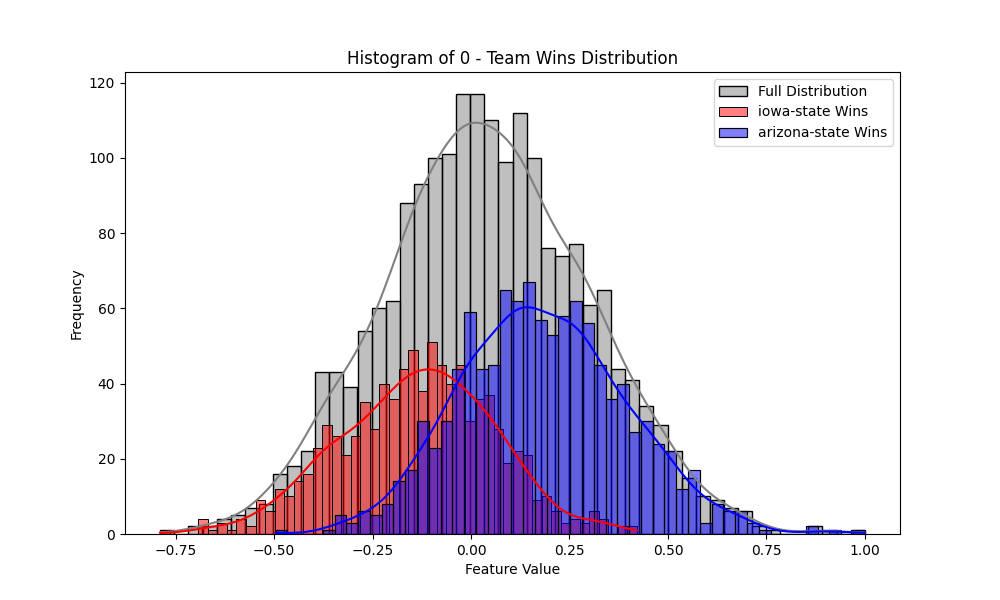 Histogram of 0 - Team Wins Distribution
Full Distribution
iowa-state Wins
arizona-state Wins
Frequency
120
100
80
60
40
20
0
−0.75 −0.50 −0.25 0.00 0.25 0.50 0.75 1.00
Feature Value